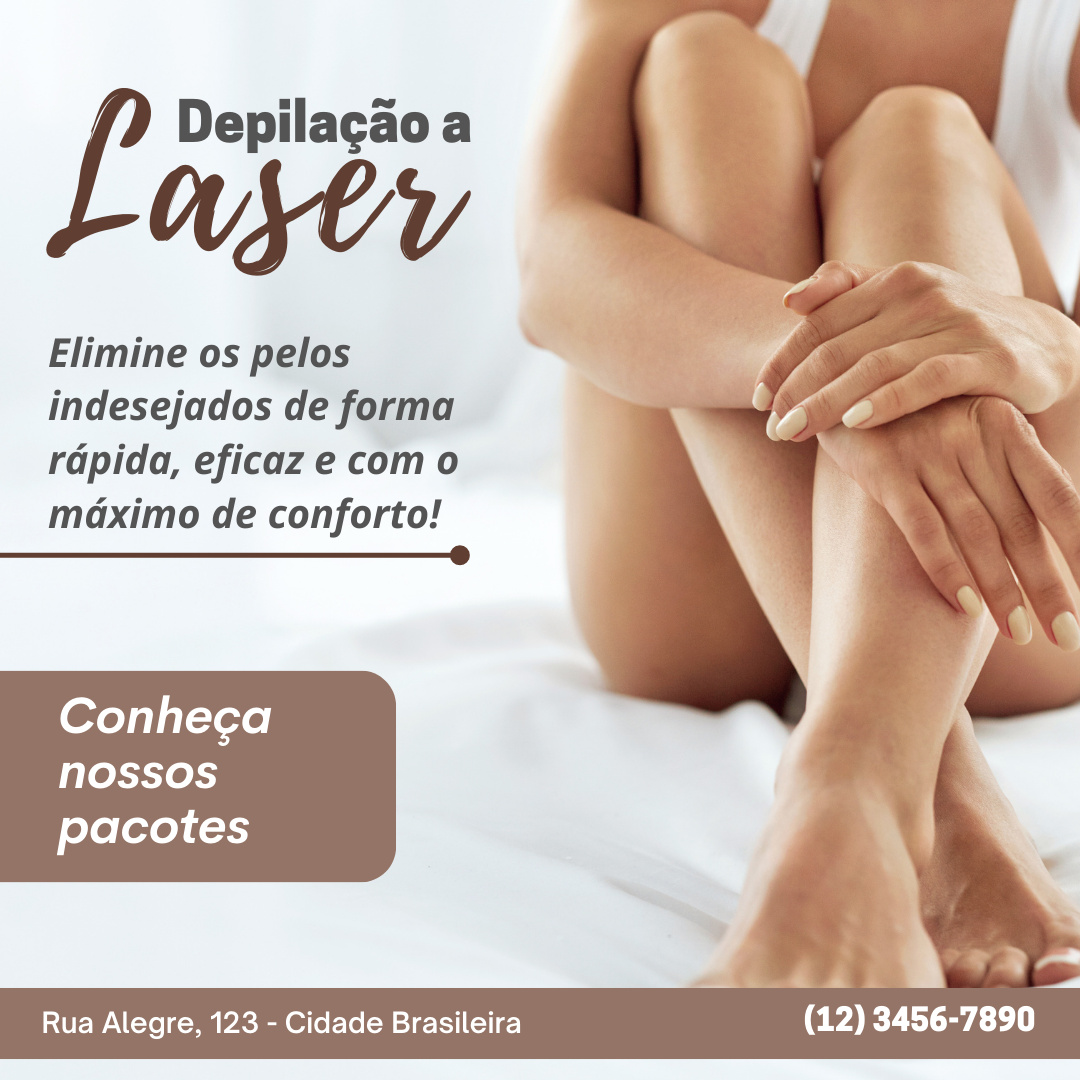 Depilação a
Laser
Elimine os pelos
indesejados de forma
rápida, eficaz e com o
máximo de conforto!
Conheça
nossos
pacotes
Rua Alegre, 123 - Cidade Brasileira
(12) 3456-7890